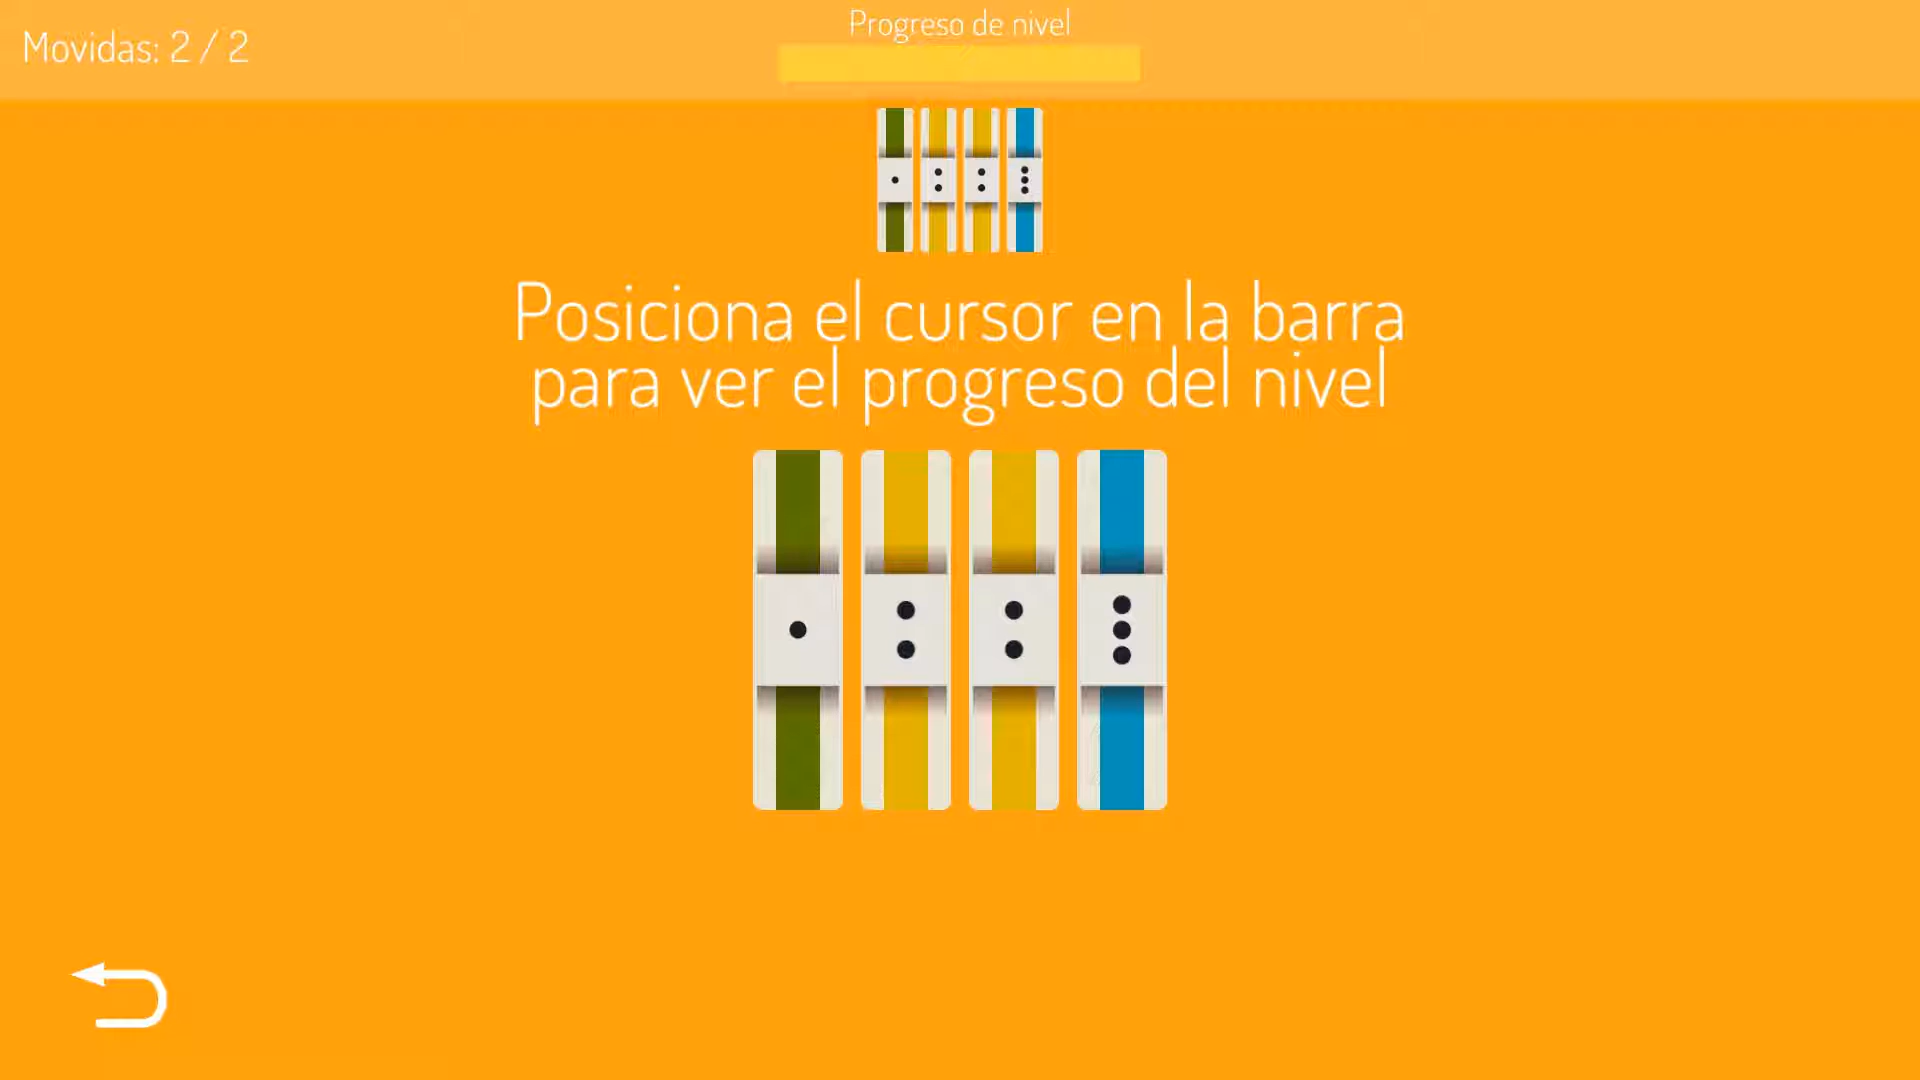 Progreso de nivel
Movidas: 2 / 2
Posiciona el cursor en la barra
para ver el progreso del nivel